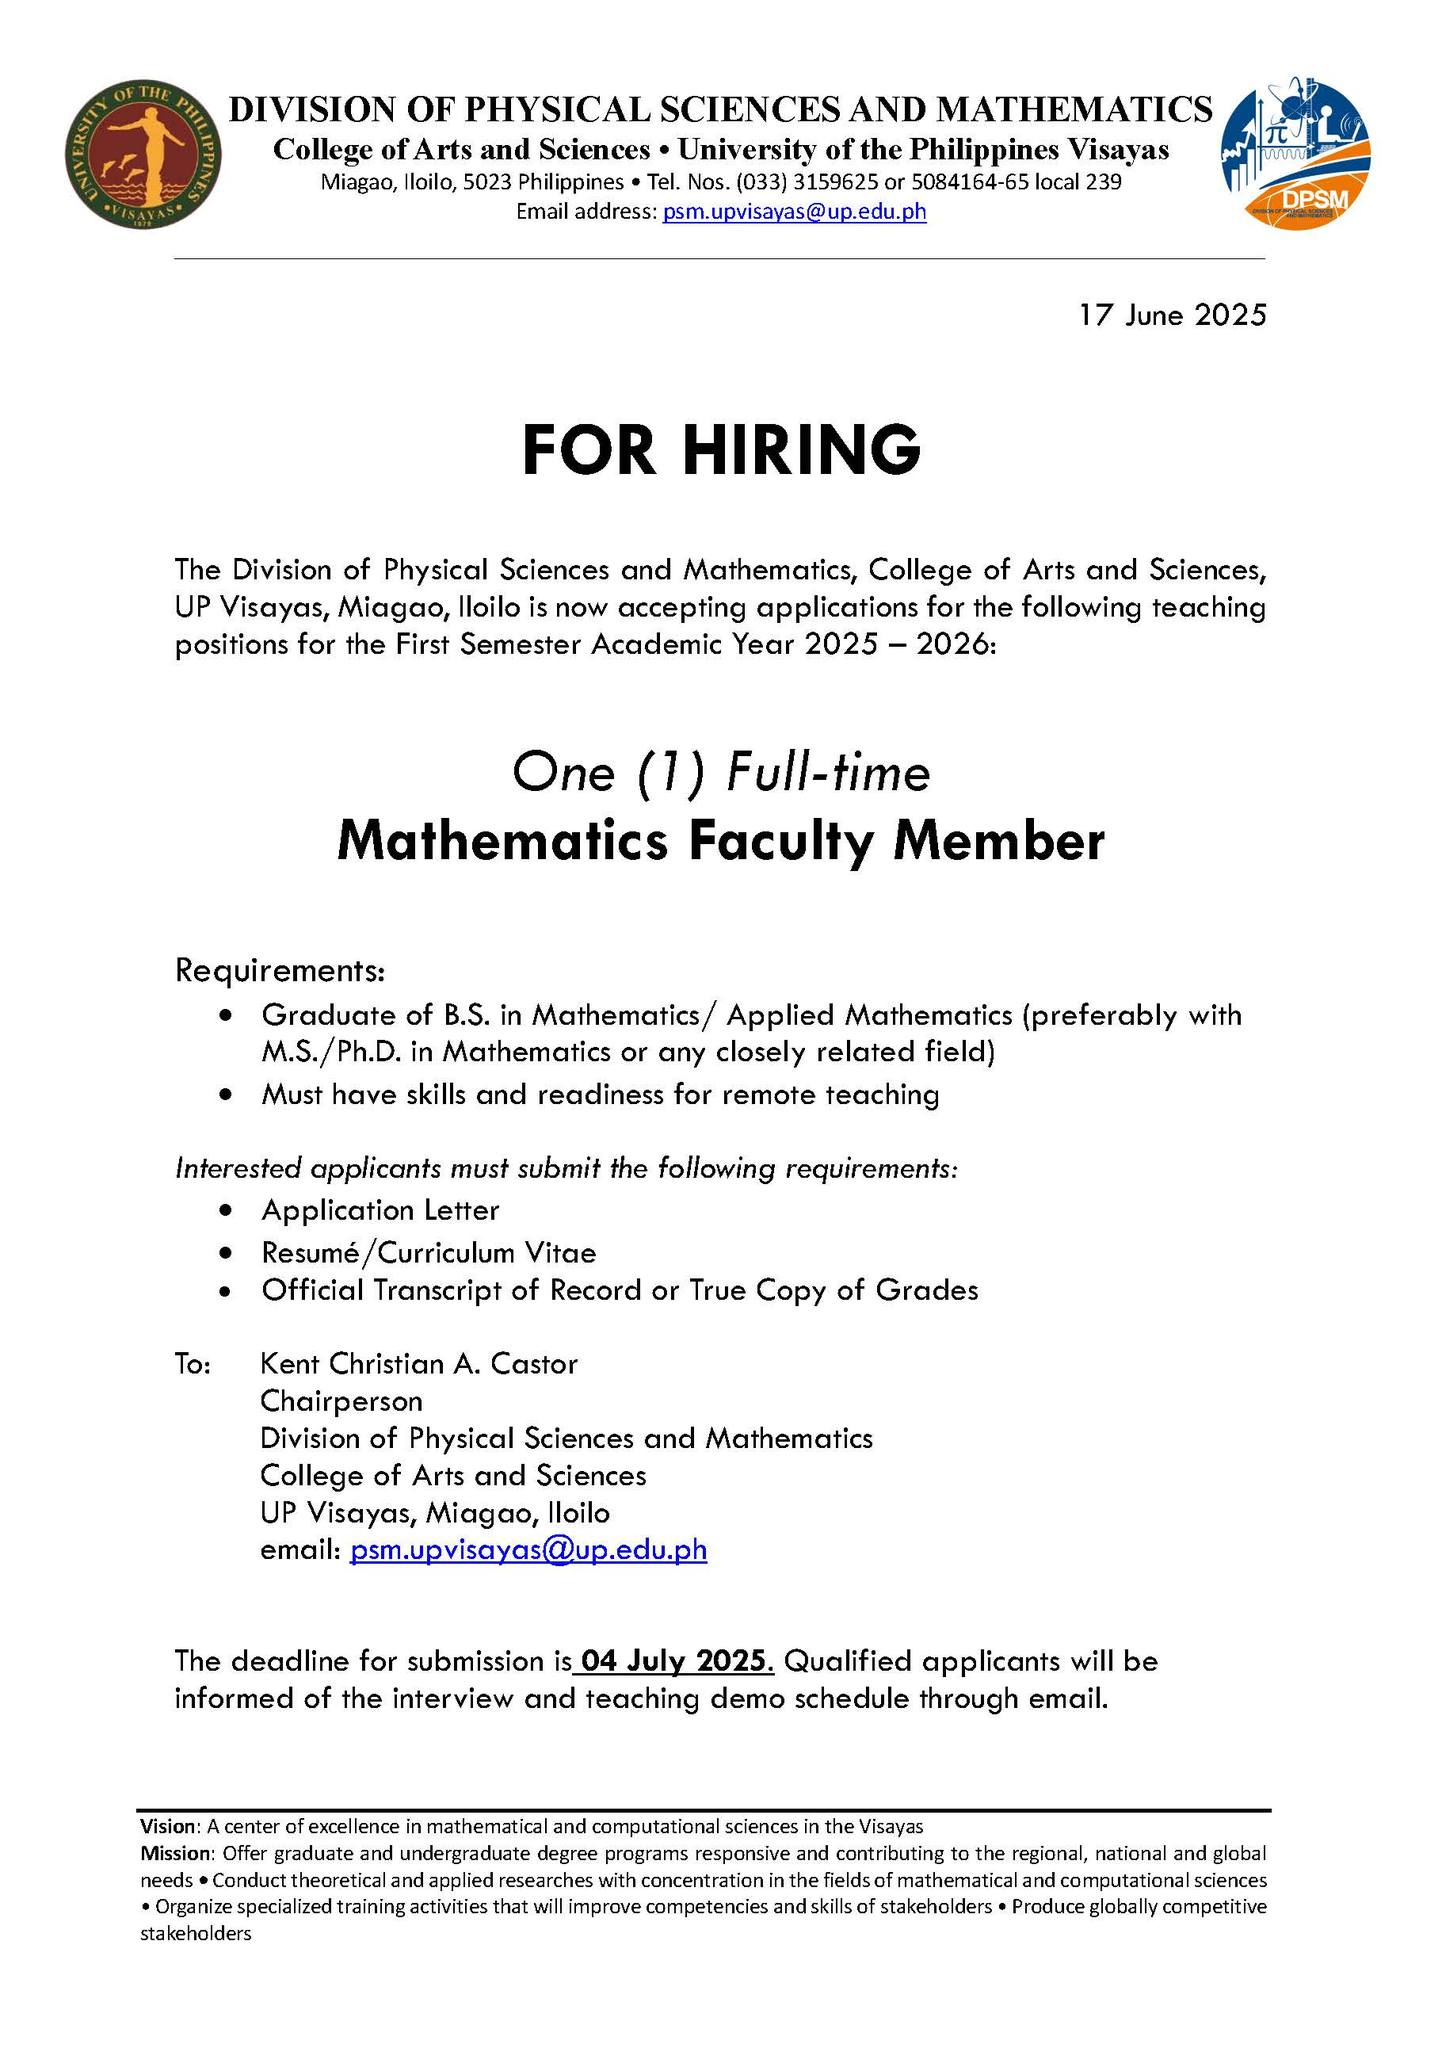 UNIVERSITY OF THE PHILIPPINES
•VISAYAS•
DIVISION OF PHYSICAL SCIENCES AND MATHEMATICS
College of Arts and Sciences • University of the Philippines Visayas
Miagao, Iloilo, 5023 Philippines • Tel. Nos. (033) 3159625 or 5084164-65 local 239
Email address: psm.upvisayas@up.edu.ph
π
DPSM
DIVISION OF PHYSICAL SCIENCES
AND MATHEMATICS
17 June 2025
FOR HIRING
The Division of Physical Sciences and Mathematics, College of Arts and Sciences,
UP Visayas, Miagao, Iloilo is now accepting applications for the following teaching
positions for the First Semester Academic Year 2025 – 2026:
One (1) Full-time
Mathematics Faculty Member
Requirements:
• Graduate of B.S. in Mathematics/ Applied Mathematics (preferably with
M.S./Ph.D. in Mathematics or any closely related field)
• Must have skills and readiness for remote teaching
Interested applicants must submit the following requirements:
• Application Letter
• Resumé/Curriculum Vitae
• Official Transcript of Record or True Copy of Grades
To: Kent Christian A. Castor
Chairperson
Division of Physical Sciences and Mathematics
College of Arts and Sciences
UP Visayas, Miagao, Iloilo
email: psm.upvisayas@up.edu.ph
The deadline for submission is 04 July 2025. Qualified applicants will be
informed of the interview and teaching demo schedule through email.
Vision: A center of excellence in mathematical and computational sciences in the Visayas
Mission: Offer graduate and undergraduate degree programs responsive and contributing to the regional, national and global
needs • Conduct theoretical and applied researches with concentration in the fields of mathematical and computational sciences
• Organize specialized training activities that will improve competencies and skills of stakeholders • Produce globally competitive
stakeholders